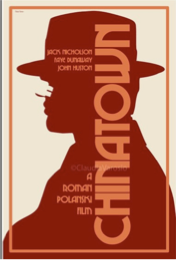 JACK NICHOLSON
FAYE DUNAWAY
JOHN HUSTON
CHINATOWN
A
ROMAN
POLANSKI
FILM